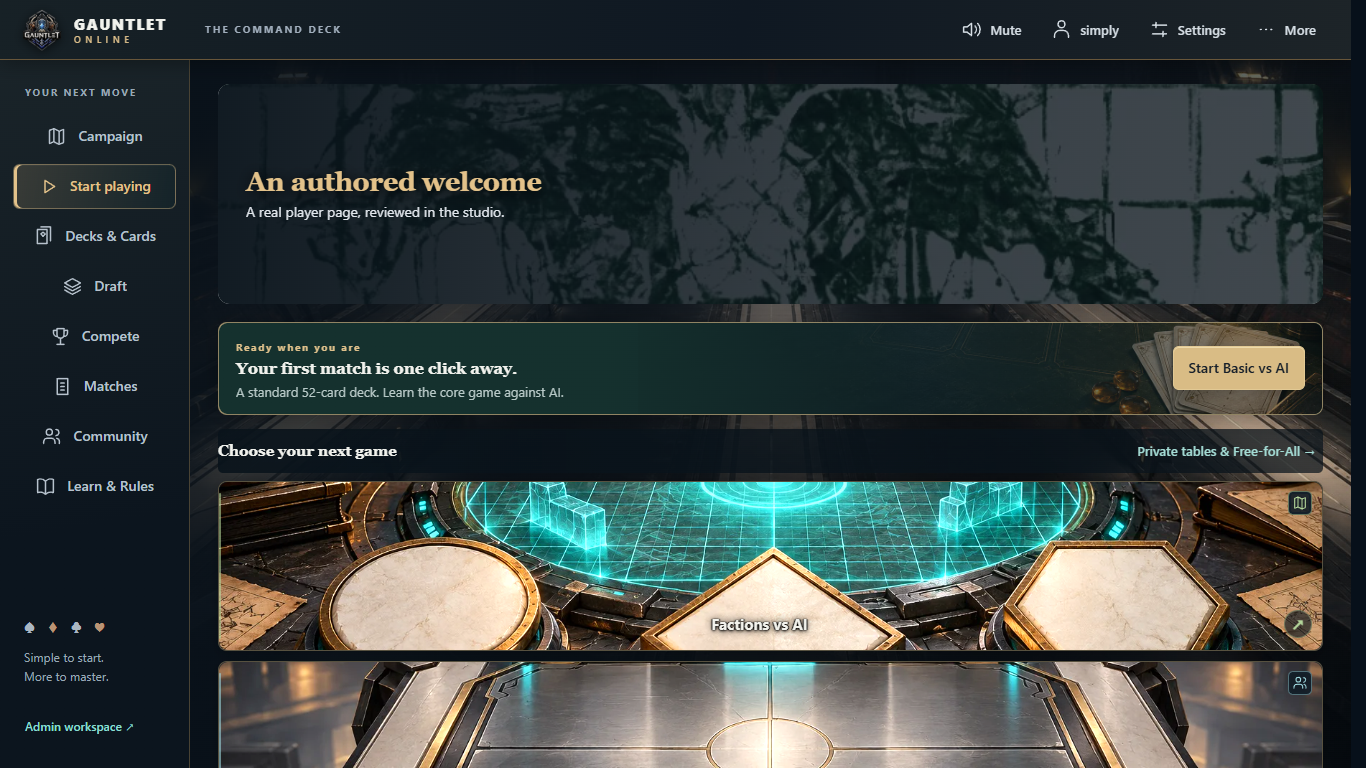 GAUNTLET
GAUNTLET
ONLINE
THE COMMAND DECK
Mute
simply
Settings
More
YOUR NEXT MOVE
Campaign
Start playing
Decks & Cards
Draft
Compete
Matches
Community
Learn & Rules
Simple to start.
More to master.
Admin workspace ↗
An authored welcome
A real player page, reviewed in the studio.
Ready when you are
Your first match is one click away.
A standard 52-card deck. Learn the core game against AI.
Start Basic vs AI
Choose your next game
Private tables & Free-for-All →
Factions vs AI